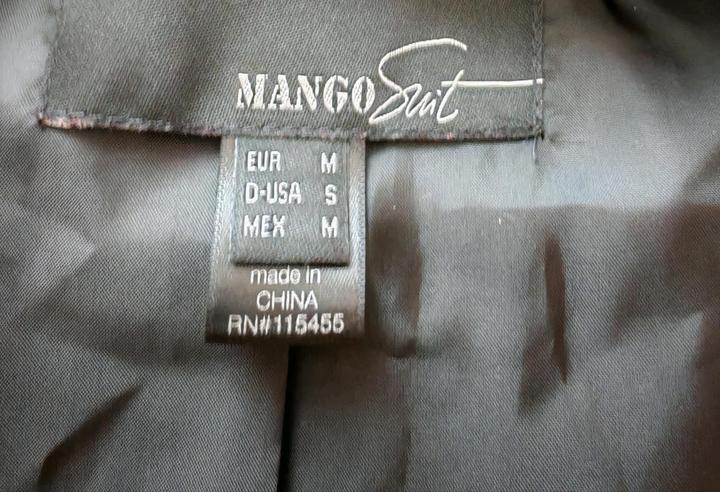 MANGO Suit
EUR M
D-USA S
MEX M
made in
CHINA
RN#115455